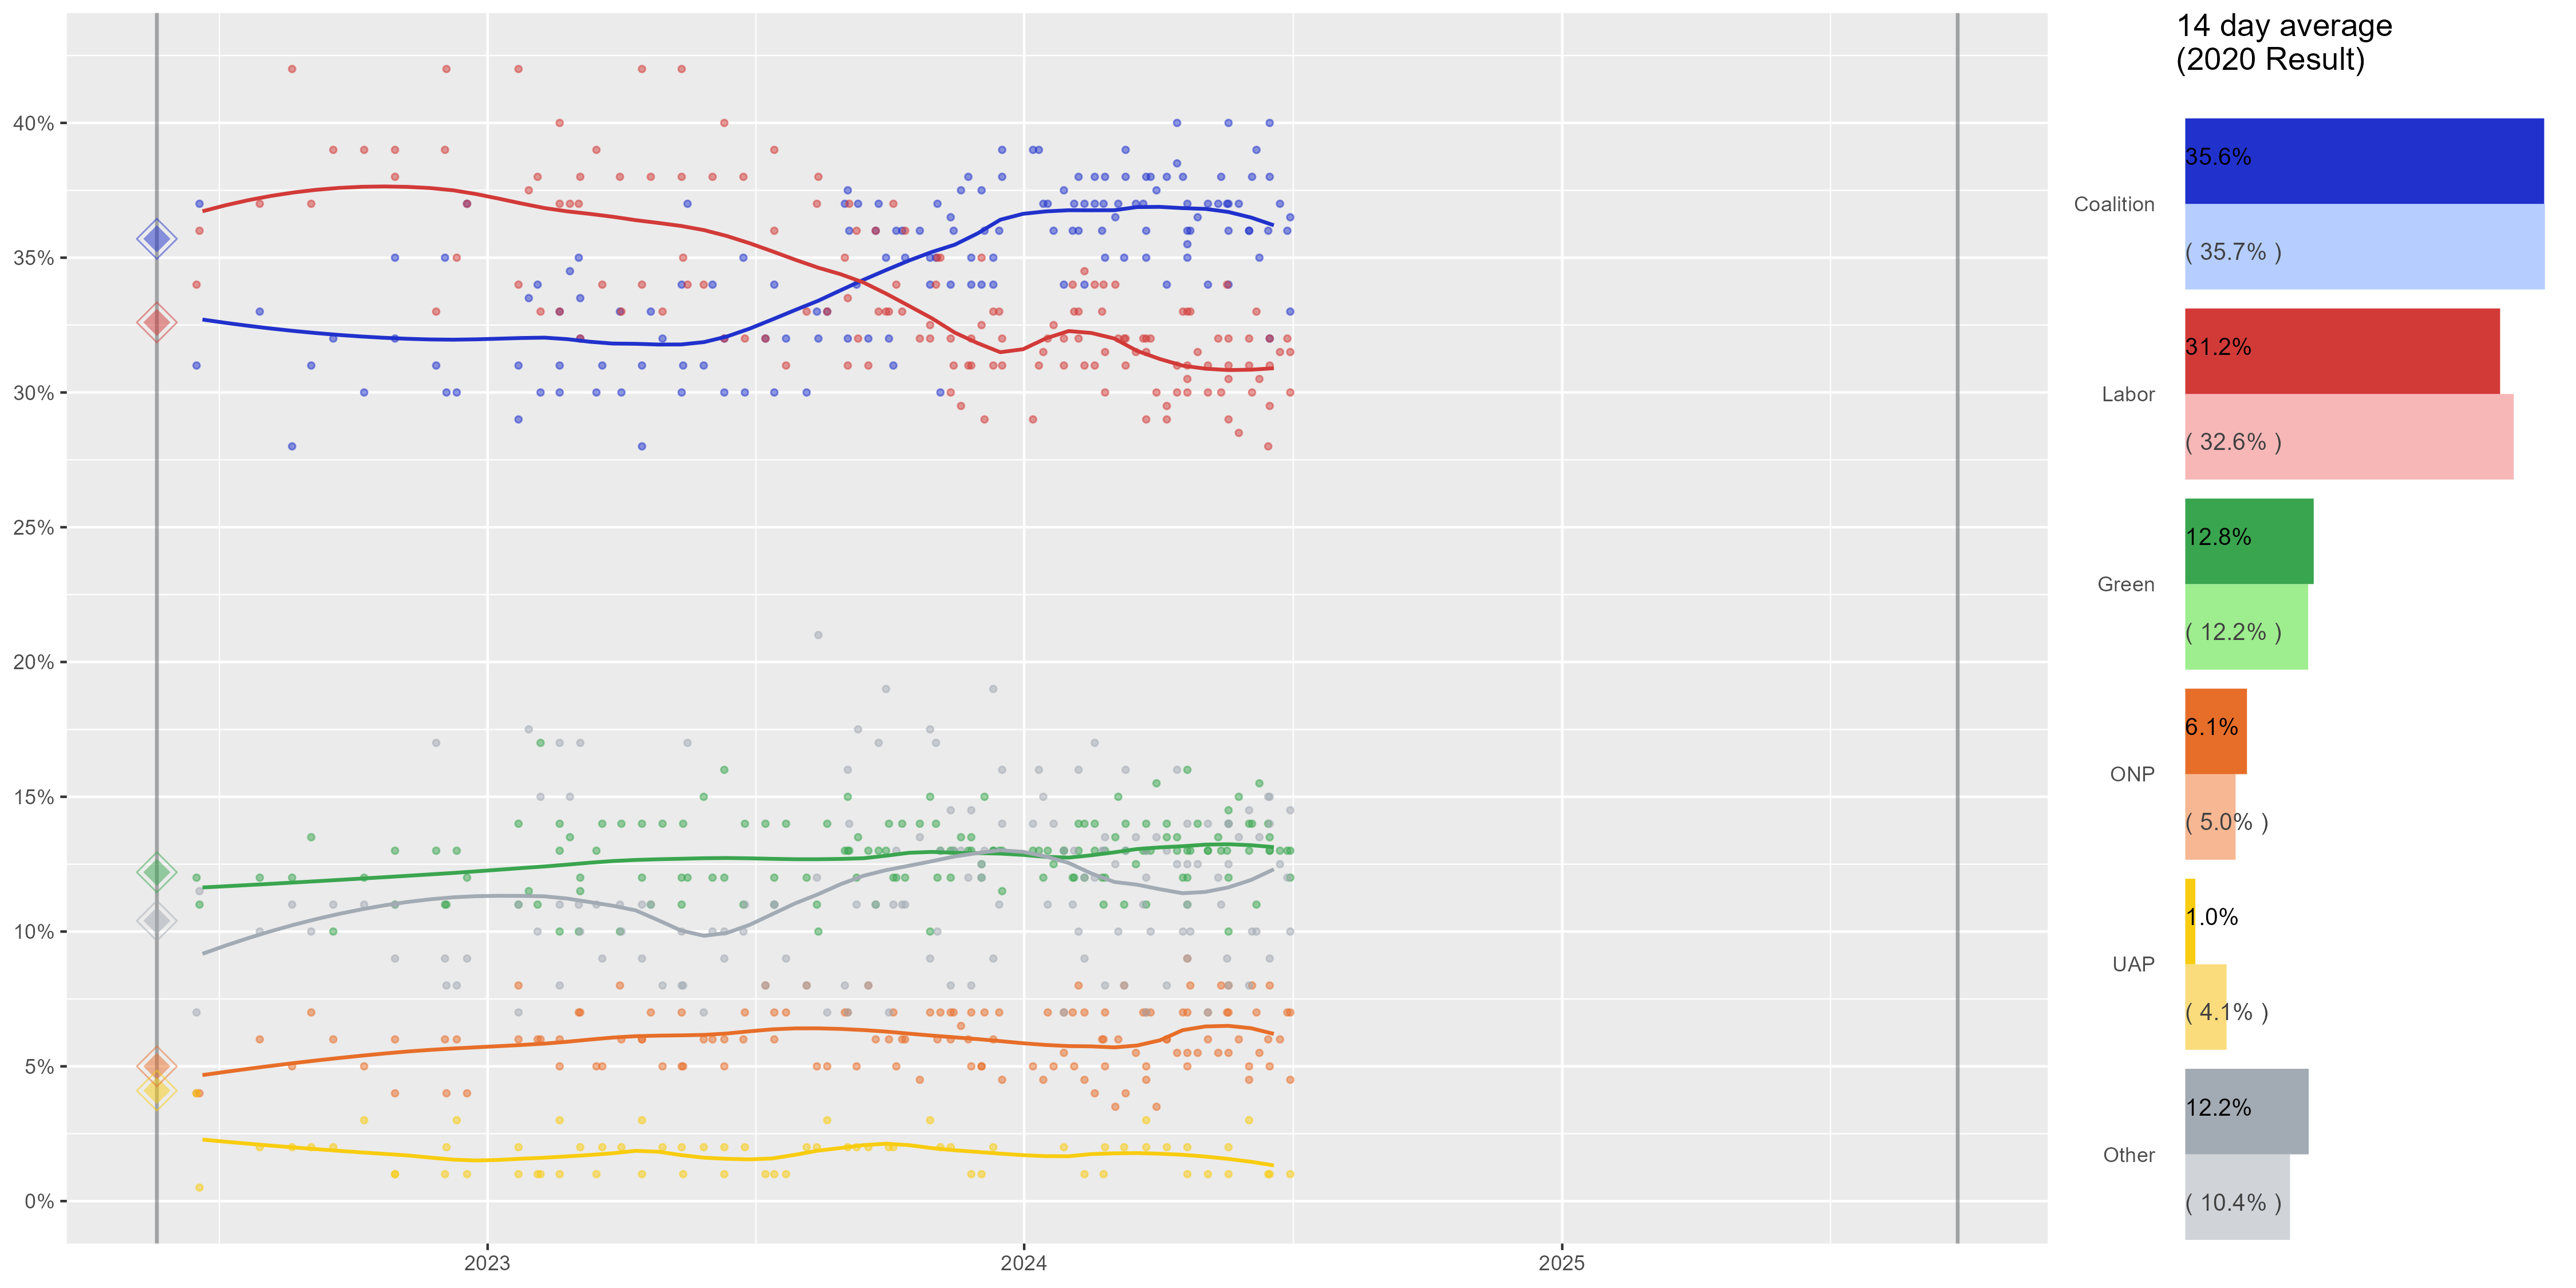 14 day average
(2020 Result)
40%
35%
30%
25%
20%
15%
10%
5%
0%
2023
2024
2025
Coalition
35.6%
( 35.7% )
Labor
31.2%
( 32.6% )
Green
12.8%
( 12.2% )
ONP
6.1%
( 5.0% )
UAP
1.0%
( 4.1% )
Other
12.2%
( 10.4% )